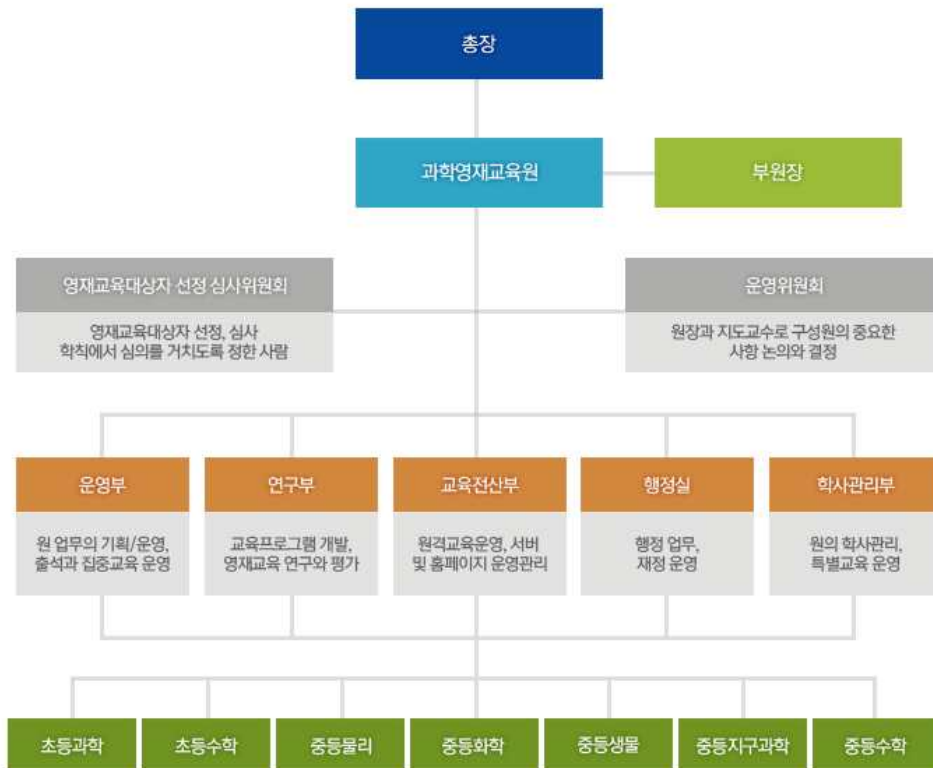 총장
과학영재교육원
부원장
영재교육대상자 선정 심사위원회
영재교육대상자 선정, 심사
학칙에서 심의를 거치도록 정한 사람
운영위원회
원장과 지도교수로 구성원의 중요한
사항 논의와 결정
운영부
원 업무의 기획/운영,
출석과 집중교육 운영
연구부
교육프로그램 개발,
영재교육 연구와 평가
교육전산부
원격교육운영, 서버
및 홈페이지 운영관리
행정실
행정 업무,
재정 운영
학사관리부
원의 학사관리,
특별교육 운영
초등과학
초등수학
중등물리
중등화학
중등생물
중등지구과학
중등수학